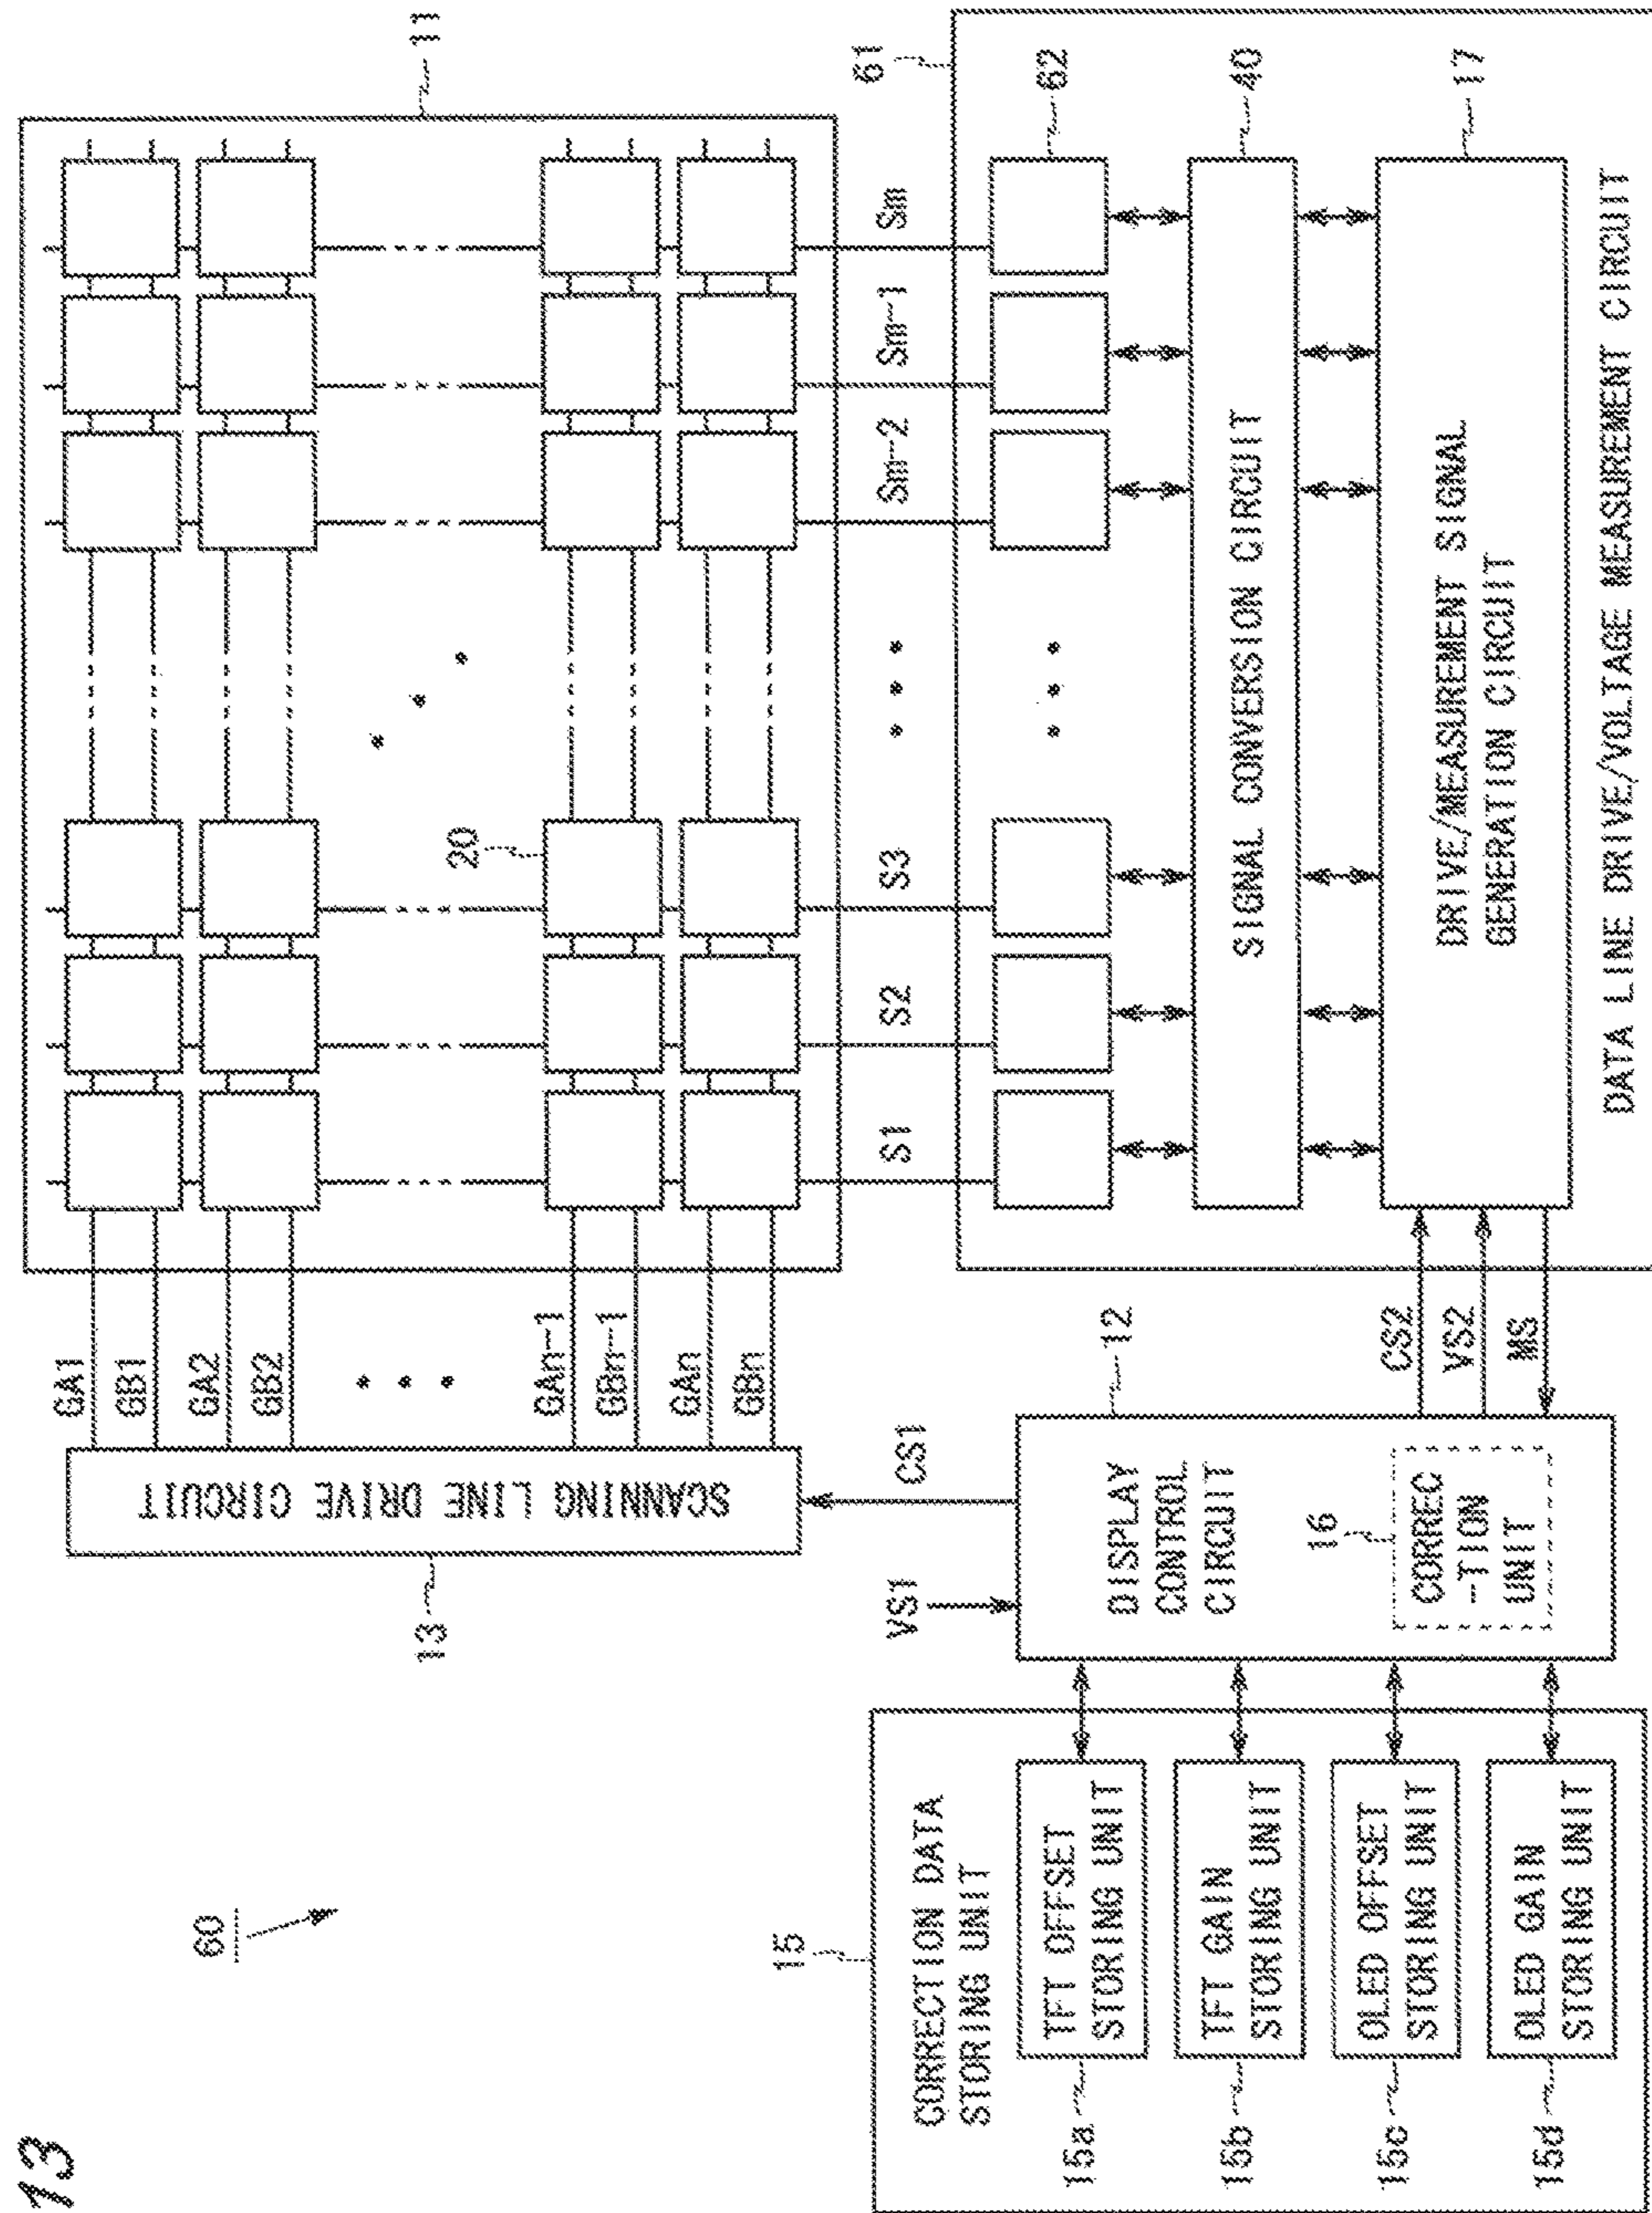 13
60
11
GA1
GB1
GA2
GB2
GAn-1
GBn-1
GAn
GBn
SCANNING LINE DRIVE CIRCUIT
13
20
S1
S2
S3
Sm-2
Sm-1
Sm
CS1
VS1
12
DISPLAY
CONTROL
CIRCUIT
16
CORREC
-TION
UNIT
CS2
VS2
MS
15
CORRECTION DATA
STORING UNIT
15a
TFT OFFSET
STORING UNIT
15b
TFT GAIN
STORING UNIT
15c
OLED OFFSET
STORING UNIT
15d
OLED GAIN
STORING UNIT
61
62
SIGNAL CONVERSION CIRCUIT
40
DRIVE/MEASUREMENT SIGNAL
GENERATION CIRCUIT
17
DATA LINE DRIVE/VOLTAGE MEASUREMENT CIRCUIT